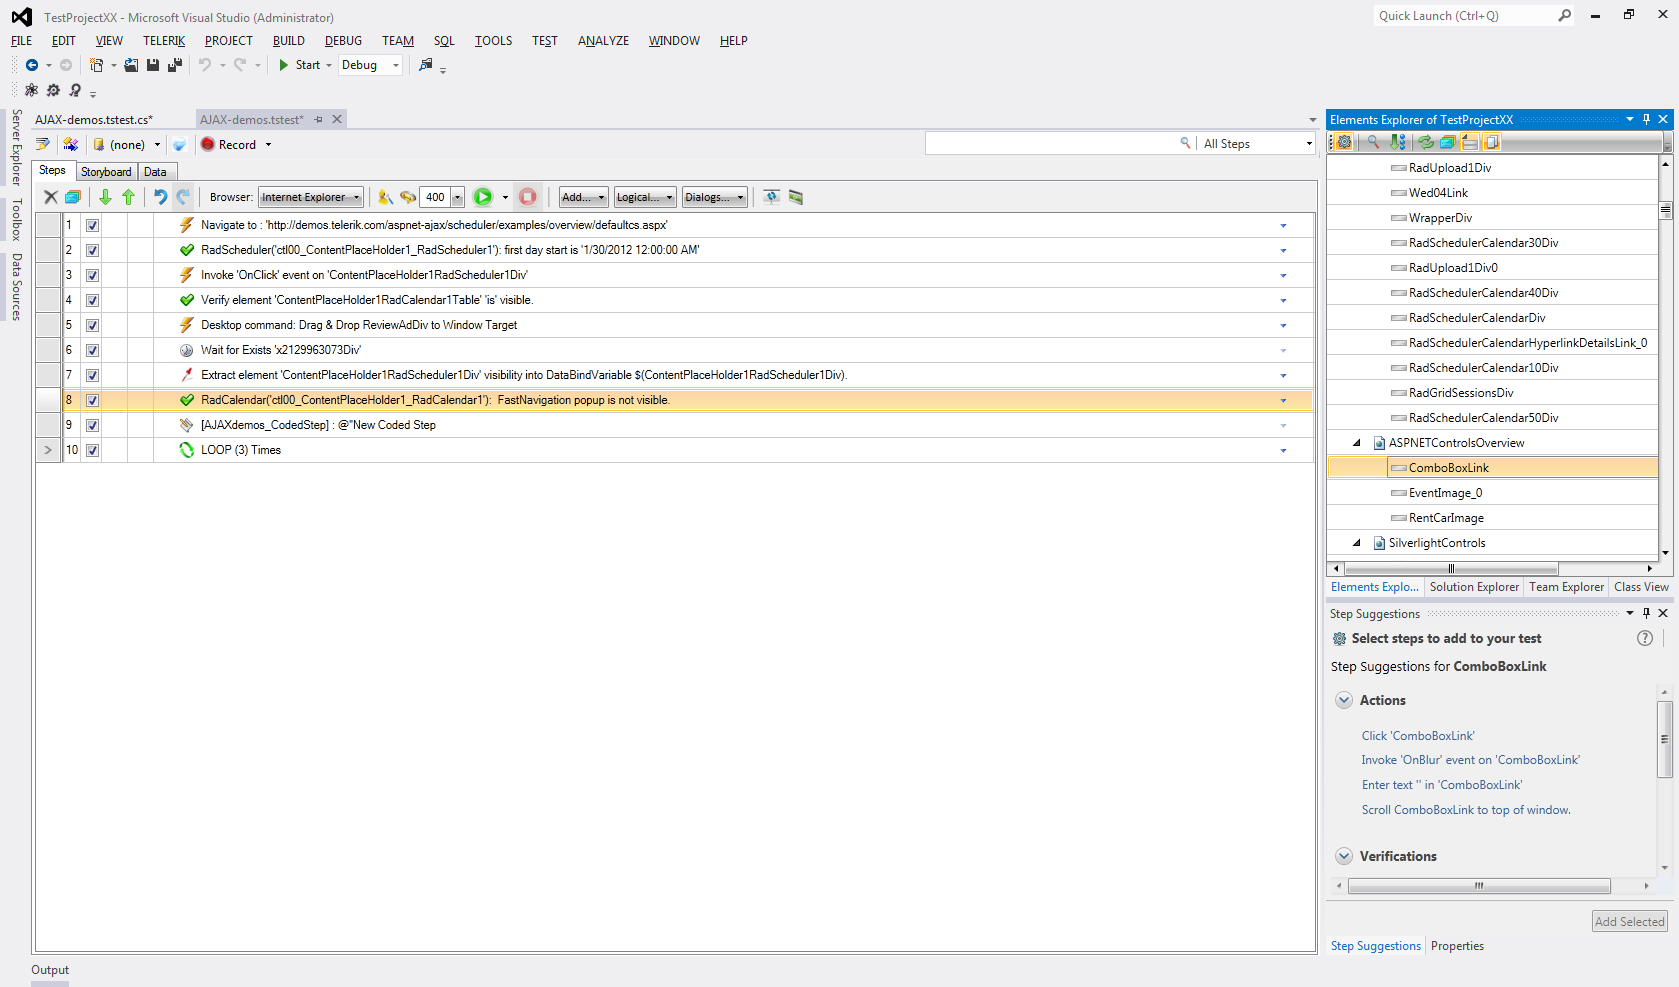 TestProjectXX - Microsoft Visual Studio (Administrator)
Quick Launch (Ctrl+Q)
FILE EDIT VIEW TELERIK PROJECT BUILD DEBUG TEAM SQL TOOLS TEST ANALYZE WINDOW HELP
Start Debug
Server Explorer
Toolbox
Data Sources
AJAX-demos.tstest.cs* AJAX-demos.tstest*
(none) Record All Steps
Steps Storyboard Data
Browser: Internet Explorer 400 Add... Logical... Dialogs...
1 Navigate to : 'http://demos.telerik.com/aspnet-ajax/scheduler/examples/overview/defaultcs.aspx'
2 RadScheduler('ctl00_ContentPlaceHolder1_RadScheduler1'): first day start is '1/30/2012 12:00:00 AM'
3 Invoke 'OnClick' event on 'ContentPlaceHolder1RadScheduler1Div'
4 Verify element 'ContentPlaceHolder1RadCalendar1Table' 'is' visible.
5 Desktop command: Drag & Drop ReviewAdDiv to Window Target
6 Wait for Exists 'x2129963073Div'
7 Extract element 'ContentPlaceHolder1RadScheduler1Div' visibility into DataBindVariable $(ContentPlaceHolder1RadScheduler1Div).
8 RadCalendar('ctl00_ContentPlaceHolder1_RadCalendar1'): FastNavigation popup is not visible.
9 [AJAXdemos_CodedStep] : @"New Coded Step
10 LOOP (3) Times
Output
Elements Explorer of TestProjectXX
RadUpload1Div
Wed04Link
WrapperDiv
RadSchedulerCalendar30Div
RadUpload1Div0
RadSchedulerCalendar40Div
RadSchedulerCalendarDiv
RadSchedulerCalendarHyperlinkDetailsLink_0
RadSchedulerCalendar10Div
RadGridSessionsDiv
RadSchedulerCalendar50Div
ASPNETControlsOverview
ComboBoxLink
EventImage_0
RentCarImage
SilverlightControls
Elements Explo... Solution Explorer Team Explorer Class View
Step Suggestions
Select steps to add to your test
Step Suggestions for ComboBoxLink
Actions
Click 'ComboBoxLink'
Invoke 'OnBlur' event on 'ComboBoxLink'
Enter text '' in 'ComboBoxLink'
Scroll ComboBoxLink to top of window.
Verifications
Add Selected
Step Suggestions Properties